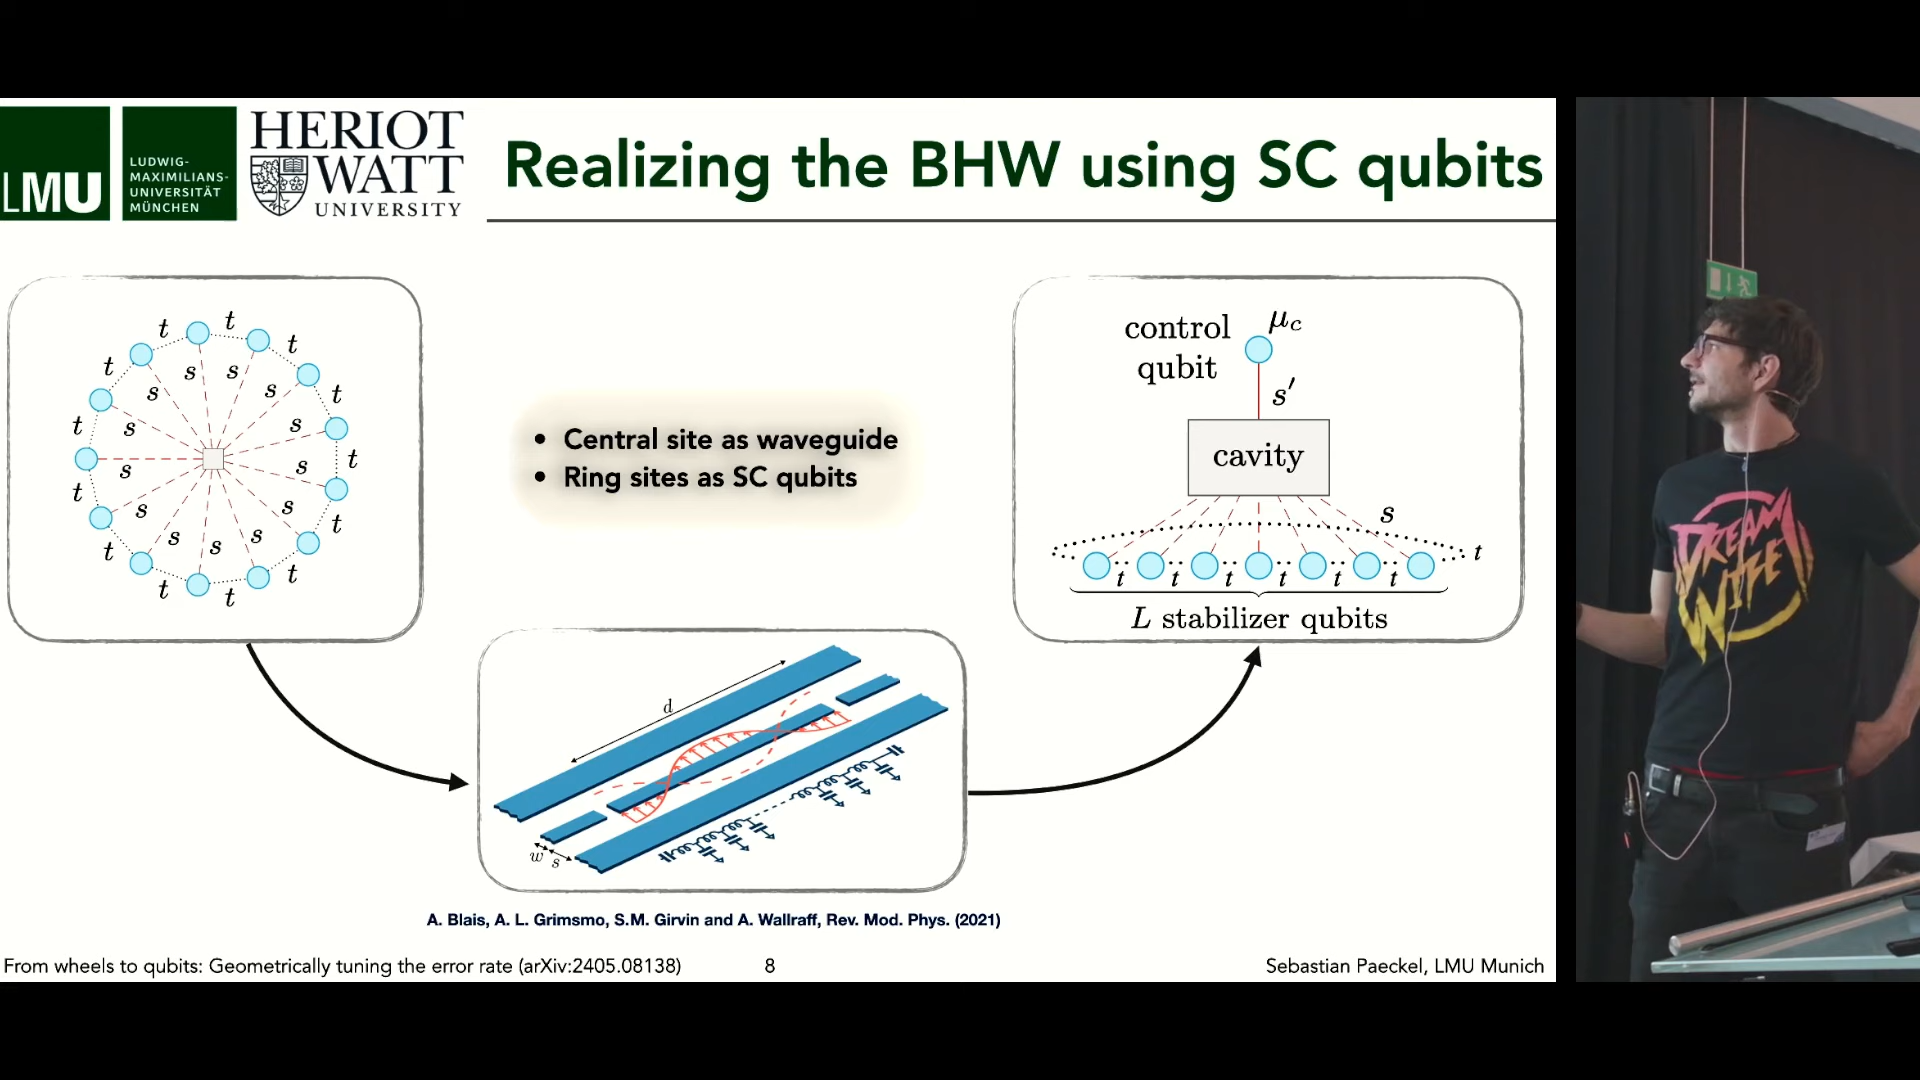 LMU
LUDWIG-
MAXIMILIANS-
UNIVERSITÄT
MÜNCHEN
HERIOT
WATT
UNIVERSITY
Realizing the BHW using SC qubits
t t t t t t t t t t t t t
s s s s s s s s s s s s s
• Central site as waveguide
• Ring sites as SC qubits
control
qubit
μc
s′
cavity
s
t
t t t t t t
L stabilizer qubits
d
w s
A. Blais, A. L. Grimsmo, S.M. Girvin and A. Wallraff, Rev. Mod. Phys. (2021)
From wheels to qubits: Geometrically tuning the error rate (arXiv:2405.08138)
8
Sebastian Paeckel, LMU Munich
DREAM
WIFE